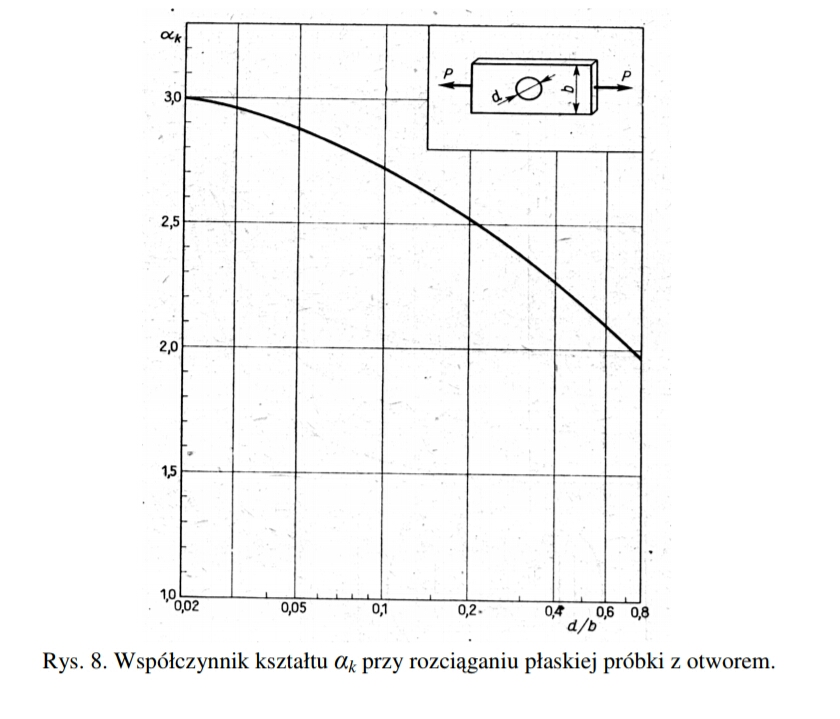 αk
P
P
d
b
3,0
2,5
2,0
1,5
1,0
0,02 0,05 0,1 0,2 0,4 0,6 0,8
d/b
Rys. 8. Współczynnik kształtu αk przy rozciąganiu płaskiej próbki z otworem.